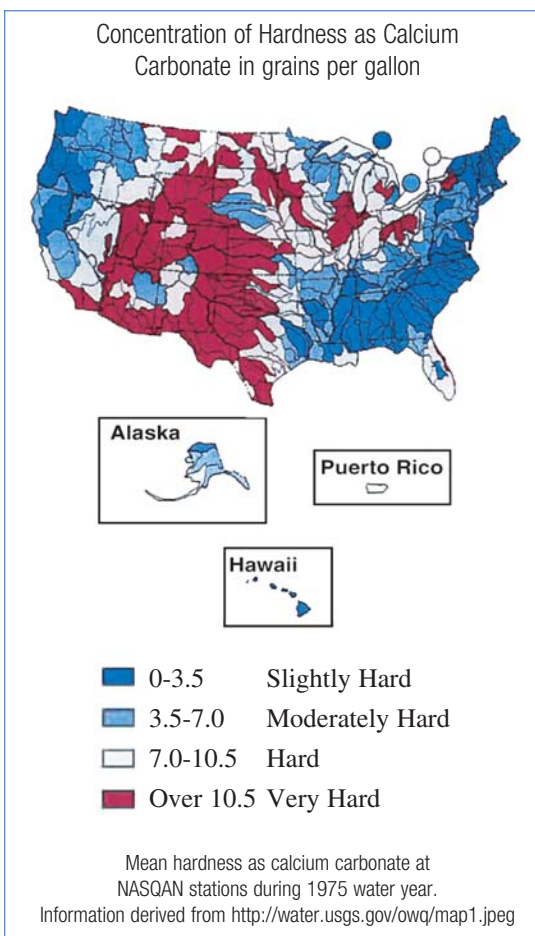 Concentration of Hardness as Calcium
Carbonate in grains per gallon
Alaska
Puerto Rico
Hawaii
0-3.5 Slightly Hard
3.5-7.0 Moderately Hard
7.0-10.5 Hard
Over 10.5 Very Hard
Mean hardness as calcium carbonate at
NASQAN stations during 1975 water year.
Information derived from http://water.usgs.gov/owq/map1.jpeg